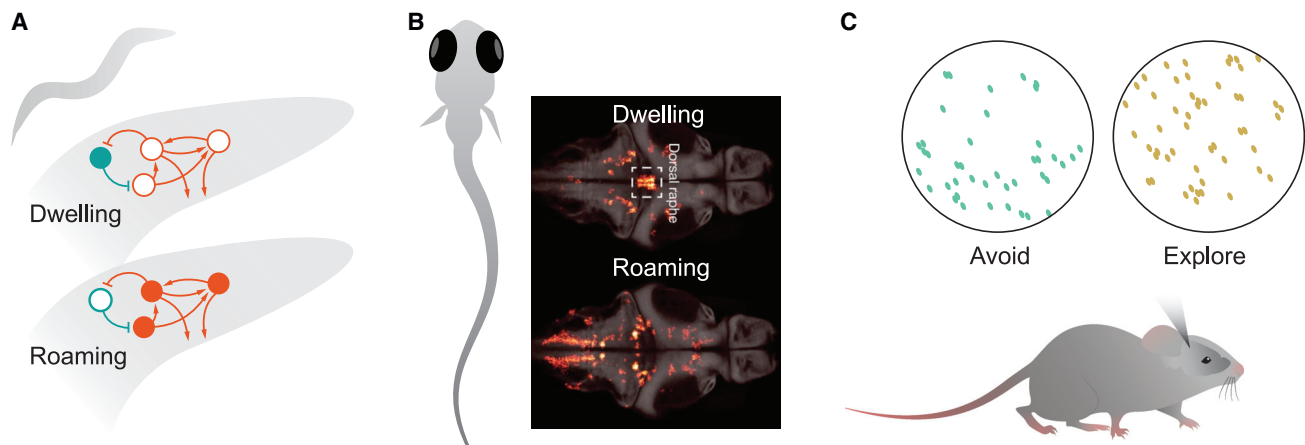 A
Dwelling
Roaming
B
Dwelling
Dorsal raphe
Roaming
C
Avoid
Explore